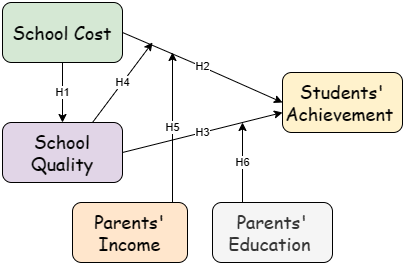 School Cost
H1
H4
H2
Students'
Achievement
School
Quality
H3
H5
H6
Parents'
Income
Parents'
Education